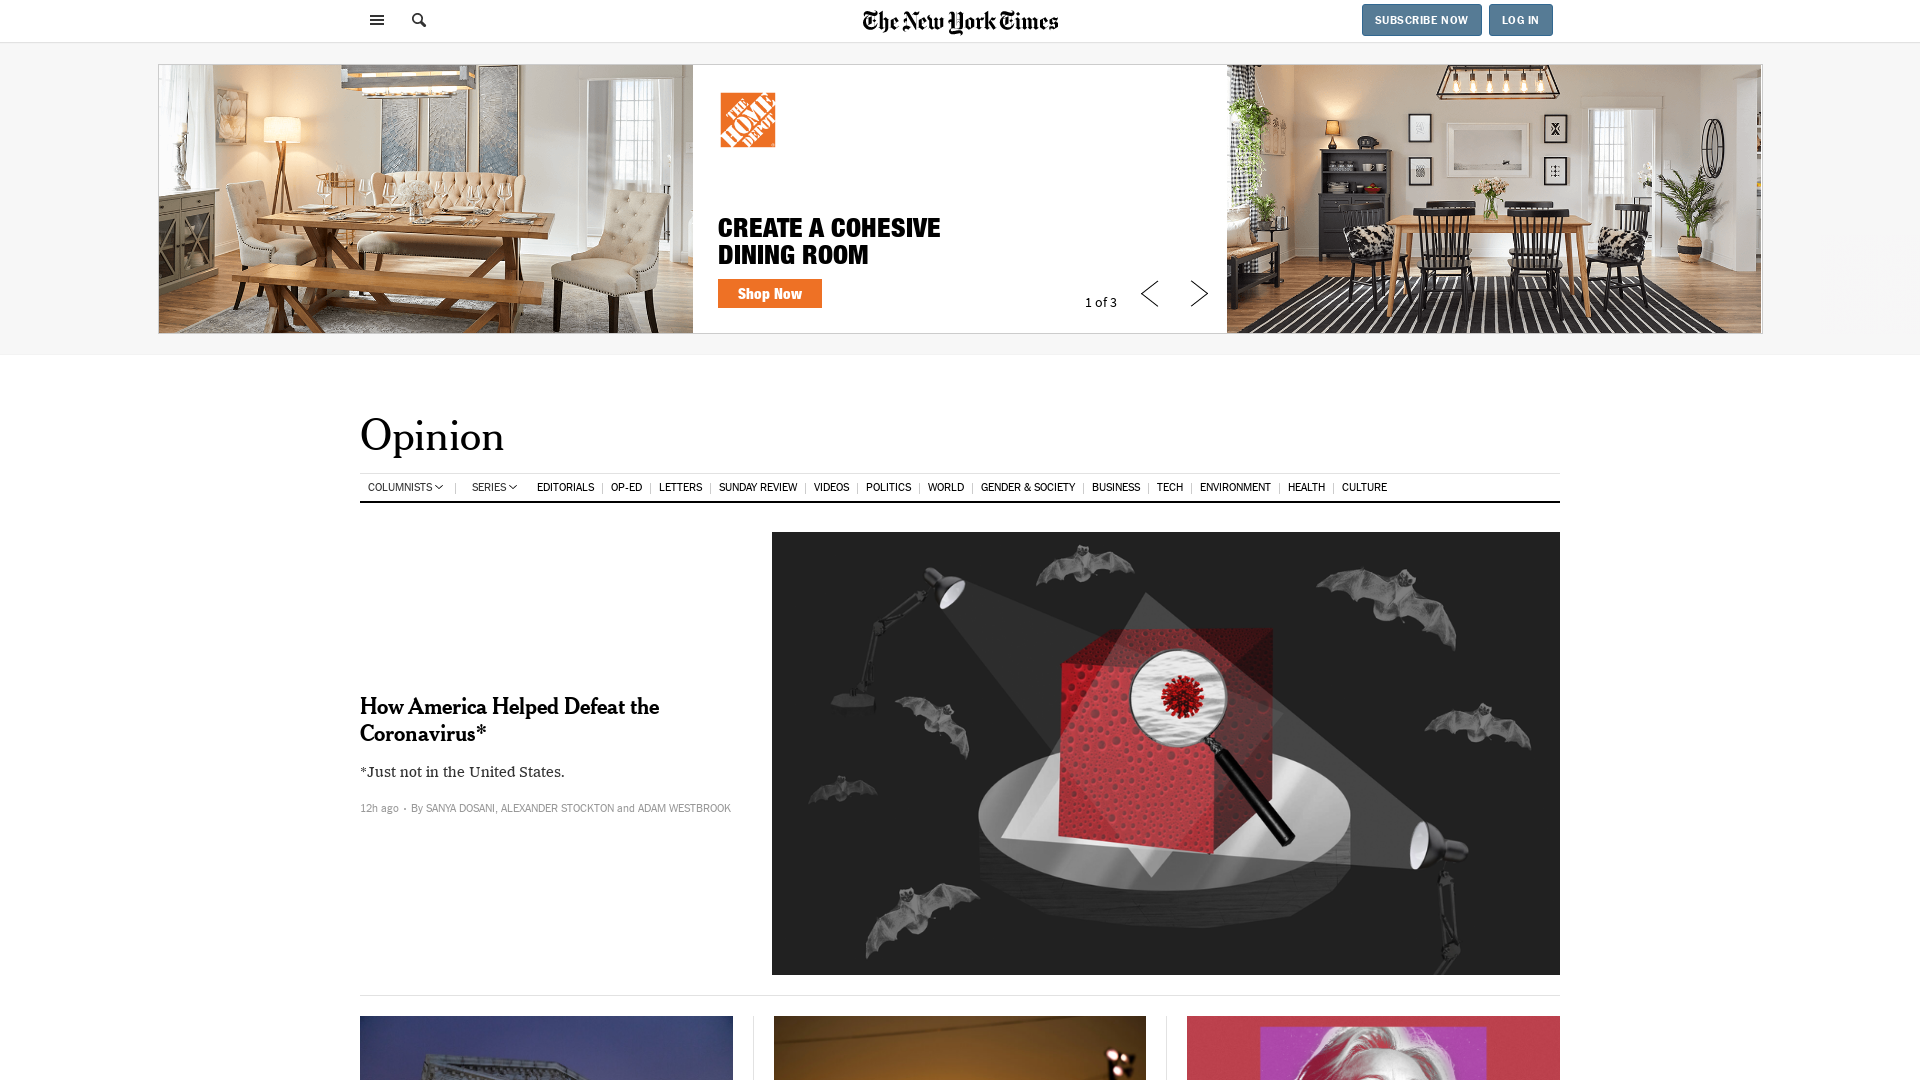 The New York Times
SUBSCRIBE NOW
LOG IN
THE HOME DEPOT
CREATE A COHESIVE
DINING ROOM
Shop Now
1 of 3
Opinion
COLUMNISTS SERIES EDITORIALS OP-ED LETTERS SUNDAY REVIEW VIDEOS POLITICS WORLD GENDER & SOCIETY BUSINESS TECH ENVIRONMENT HEALTH CULTURE
How America Helped Defeat the
Coronavirus*
*Just not in the United States.
12h ago · By SANYA DOSANI, ALEXANDER STOCKTON and ADAM WESTBROOK